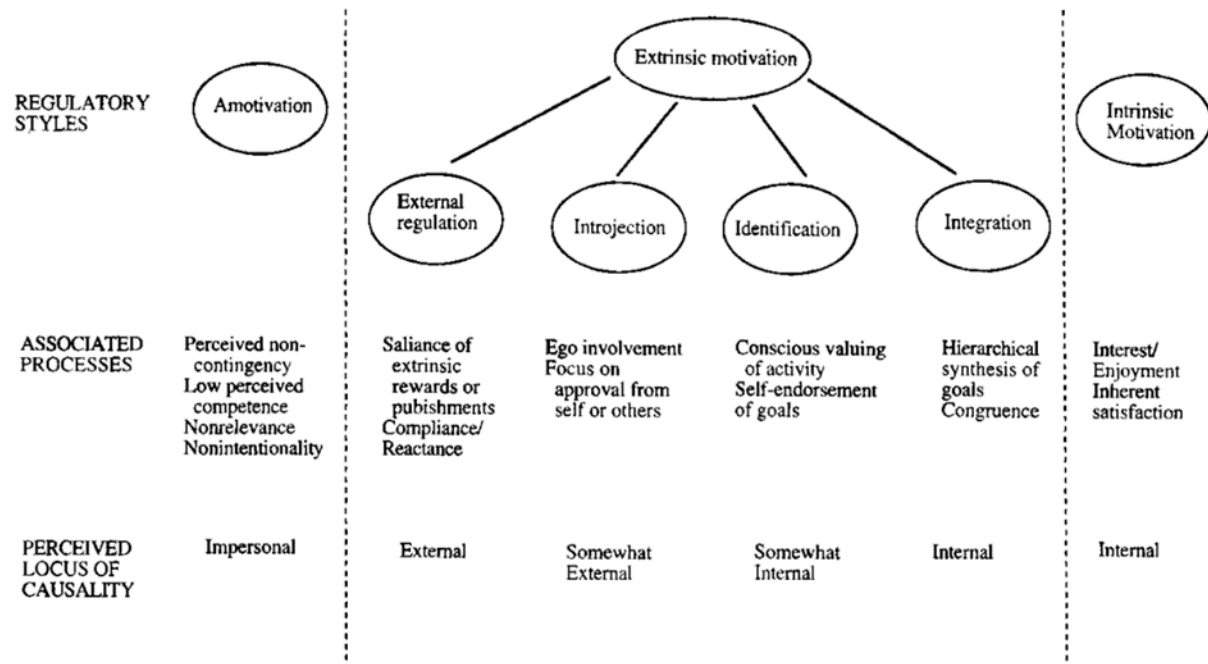 Extrinsic motivation
REGULATORY
STYLES
Amotivation
Intrinsic
Motivation
External
regulation
Introjection
Identification
Integration
ASSOCIATED
PROCESSES
Perceived non-
contingency
Low perceived
competence
Nonrelevance
Nonintentionality
Saliance of
extrinsic
rewards or
pubishments
Compliance/
Reactance
Ego involvement
Focus on
approval from
self or others
Conscious valuing
of activity
Self-endorsement
of goals
Hierarchical
synthesis of
goals
Congruence
Interest/
Enjoyment
Inherent
satisfaction
PERCEIVED
LOCUS OF
CAUSALITY
Impersonal
External
Somewhat
External
Somewhat
Internal
Internal
Internal